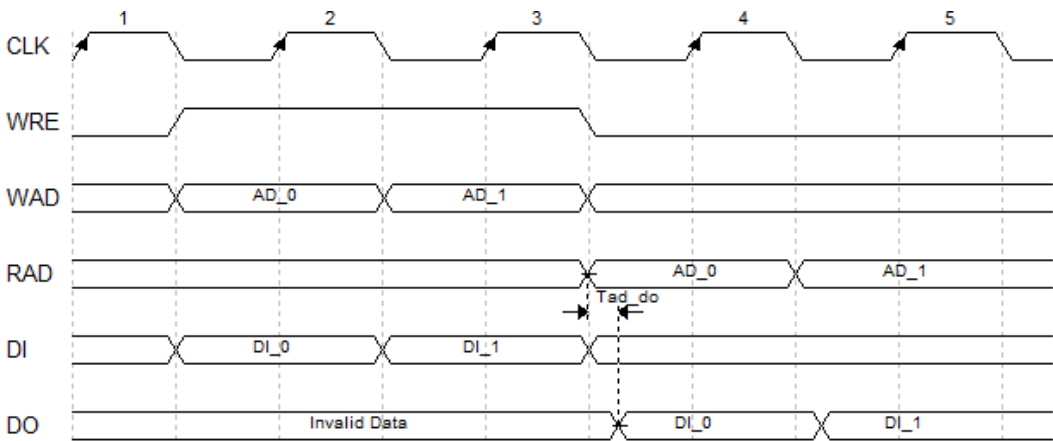 1 2 3 4 5
CLK
WRE
WAD AD_0 AD_1
RAD AD_0 AD_1
Tad_do
DI DI_0 DI_1
DO Invalid Data DI_0 DI_1